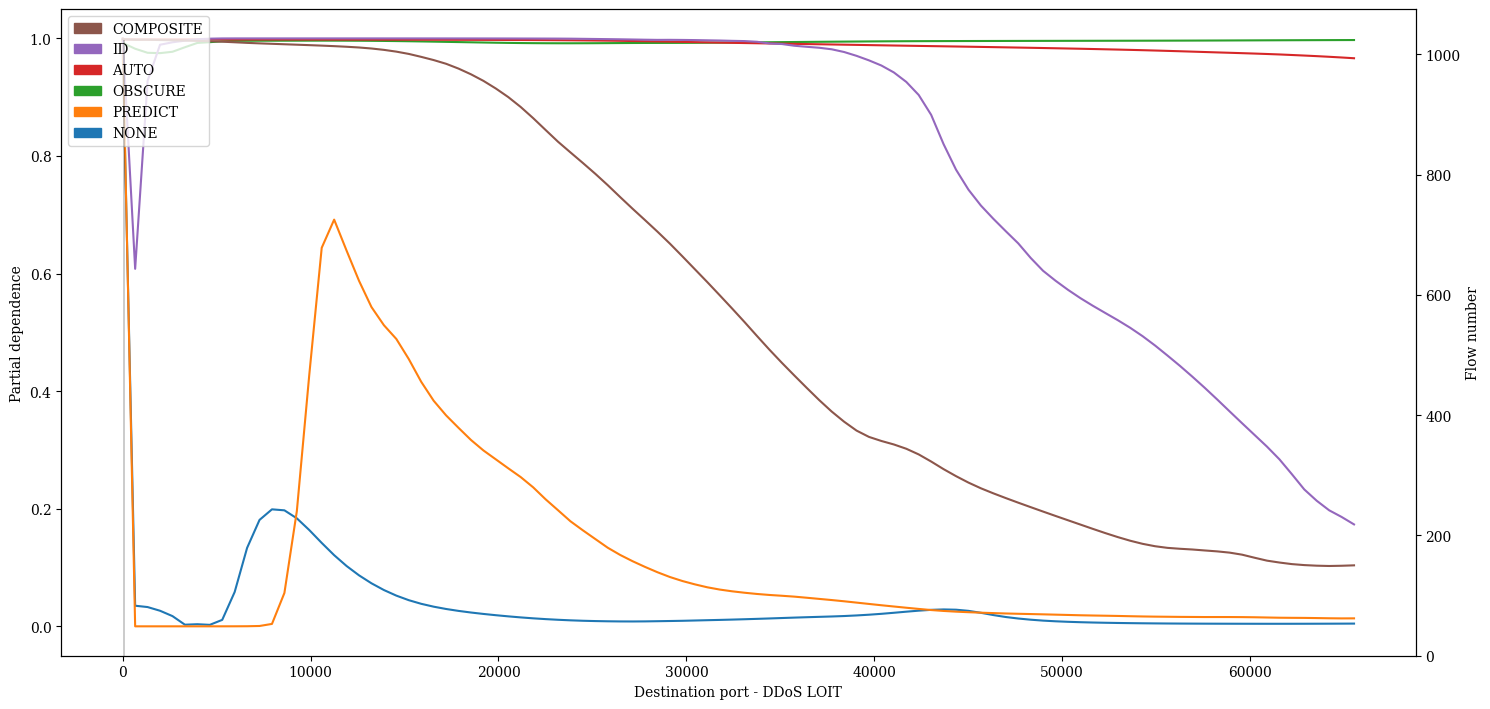 COMPOSITE
ID
AUTO
OBSCURE
PREDICT
NONE
1.0
0.8
0.6
0.4
0.2
0.0
Partial dependence
0
10000
20000
30000
40000
50000
60000
Destination port - DDoS LOIT
1000
800
600
400
200
0
Flow number